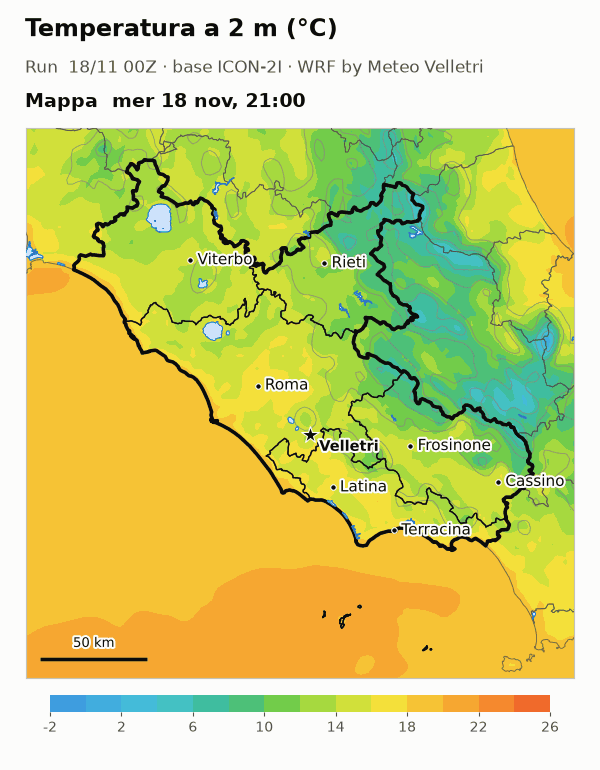 Temperatura a 2 m (°C)
Run  18/11 00Z · base ICON-2I · WRF by Meteo Velletri
Mappa  mer 18 nov, 21:00
Viterbo
Rieti
Roma
Velletri
Frosinone
Cassino
Latina
Terracina
50 km
-2 2 6 10 14 18 22 26